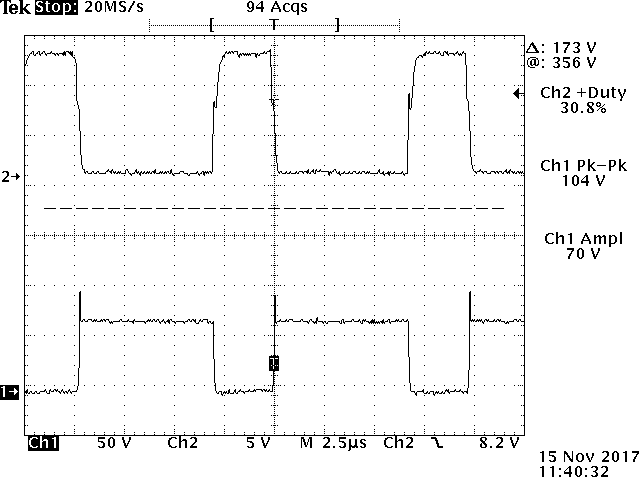 Tek Stop: 20MS/s 94 Acqs
[ T ]
Δ: 173 V
@: 356 V
Ch2 +Duty
30.8%
2→
Ch1 Pk-Pk
104 V
Ch1 Ampl
70 V
T
1→
Ch1 50 V Ch2 5 V M 2.5µs Ch2 8.2 V
15 Nov 2017
11:40:32